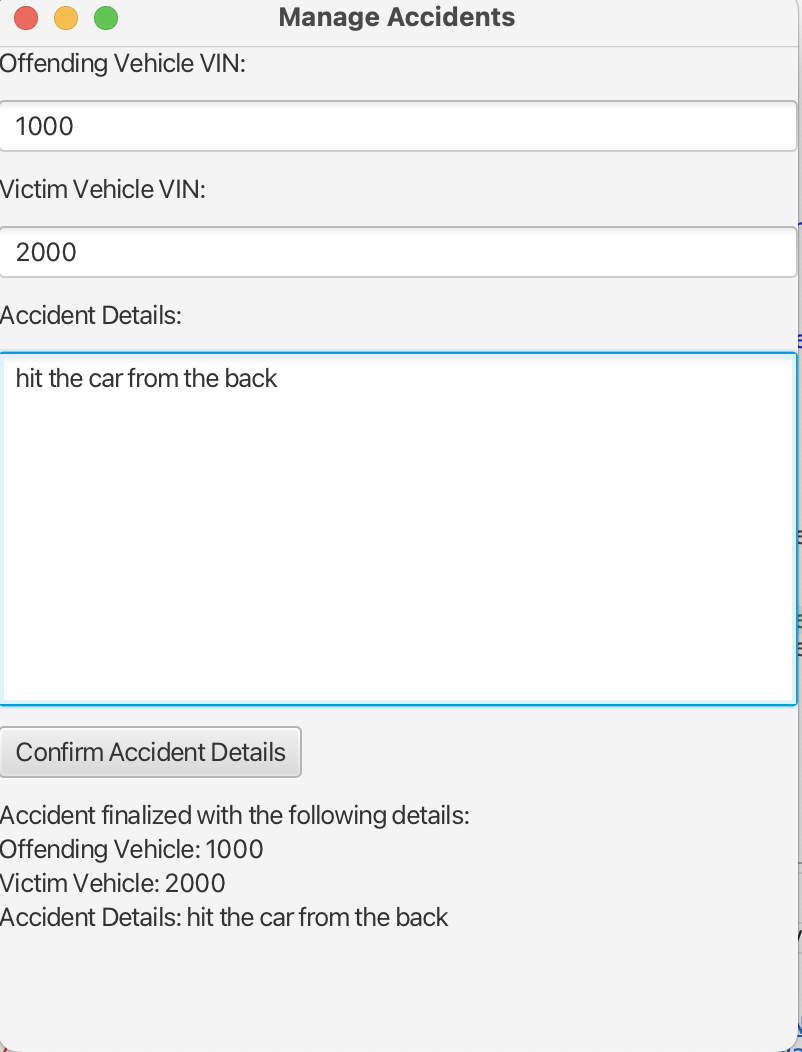 Manage Accidents
Offending Vehicle VIN:
1000
Victim Vehicle VIN:
2000
Accident Details:
hit the car from the back
Confirm Accident Details
Accident finalized with the following details:
Offending Vehicle: 1000
Victim Vehicle: 2000
Accident Details: hit the car from the back